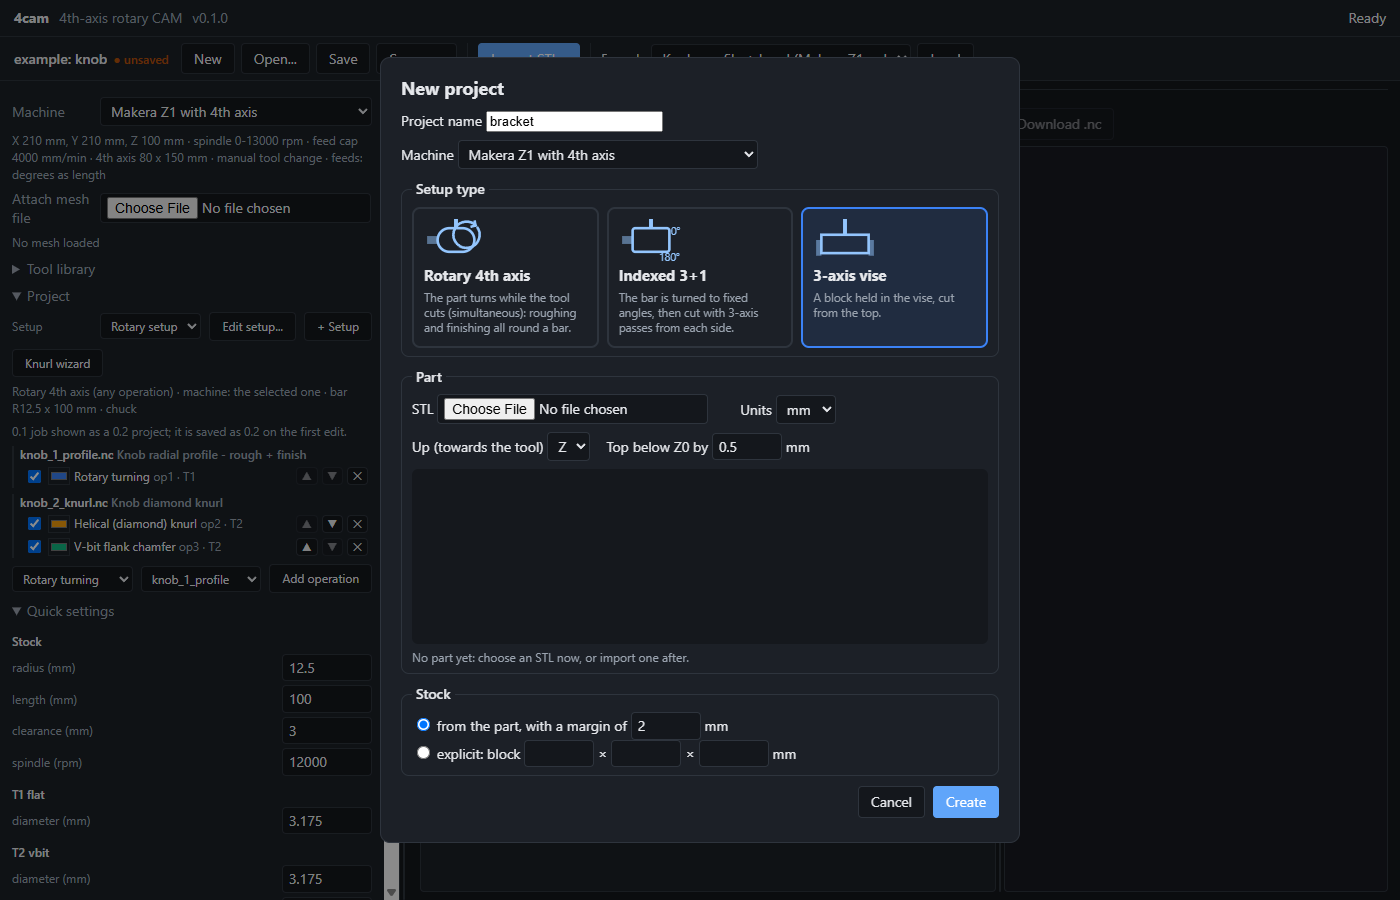 4cam 4th-axis rotary CAM v0.1.0
Ready
example: knob • unsaved New Open... Save
Machine Makera Z1 with 4th axis
X 210 mm, Y 210 mm, Z 100 mm · spindle 0-13000 rpm · feed cap
4000 mm/min · 4th axis 80 x 150 mm · manual tool change · feeds:
degrees as length
Attach mesh
file
Choose File No file chosen
No mesh loaded
Tool library
Project
Setup Rotary setup Edit setup... + Setup
Knurl wizard
Rotary 4th axis (any operation) · machine: the selected one · bar
R12.5 x 100 mm · chuck
0.1 job shown as a 0.2 project; it is saved as 0.2 on the first edit.
knob_1_profile.nc Knob radial profile - rough + finish
Rotary turning op1 · T1
knob_2_knurl.nc Knob diamond knurl
Helical (diamond) knurl op2 · T2
V-bit flank chamfer op3 · T2
Rotary turning knob_1_profile Add operation
Quick settings
Stock
radius (mm) 12.5
length (mm) 100
clearance (mm) 3
spindle (rpm) 12000
T1 flat
diameter (mm) 3.175
T2 vbit
diameter (mm) 3.175
New project
Project name bracket
Machine Makera Z1 with 4th axis
Setup type
Rotary 4th axis
The part turns while the tool
cuts (simultaneous): roughing
and finishing all round a bar.
0°
180°
Indexed 3+1
The bar is turned to fixed
angles, then cut with 3-axis
passes from each side.
3-axis vise
A block held in the vise, cut
from the top.
Part
STL Choose File No file chosen Units mm
Up (towards the tool) Z Top below Z0 by 0.5 mm
No part yet: choose an STL now, or import one after.
Stock
from the part, with a margin of 2 mm
explicit: block × × mm
Cancel Create
Download .nc